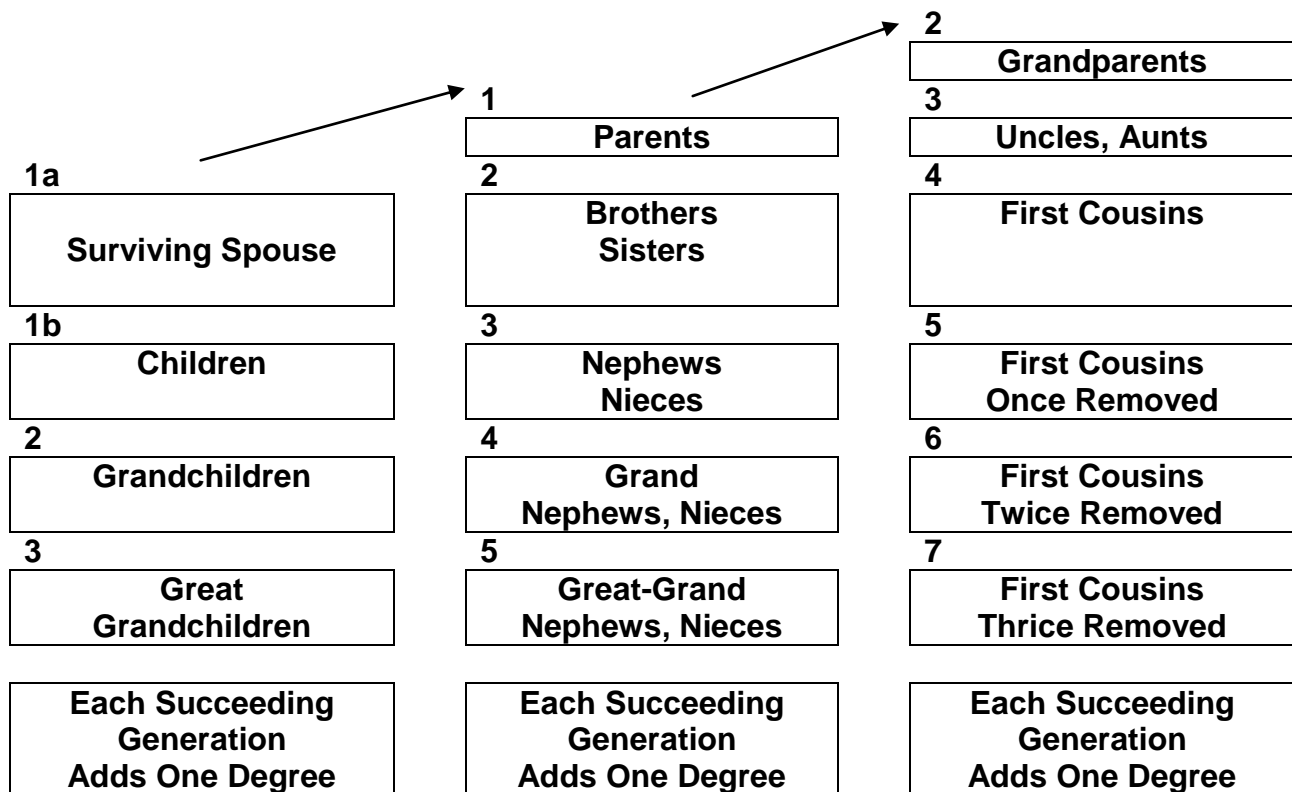 1a
Surviving Spouse
1b
Children
2
Grandchildren
3
Great
Grandchildren
Each Succeeding
Generation
Adds One Degree
1
Parents
2
Brothers
Sisters
3
Nephews
Nieces
4
Grand
Nephews, Nieces
5
Great-Grand
Nephews, Nieces
Each Succeeding
Generation
Adds One Degree
2
Grandparents
3
Uncles, Aunts
4
First Cousins
5
First Cousins
Once Removed
6
First Cousins
Twice Removed
7
First Cousins
Thrice Removed
Each Succeeding
Generation
Adds One Degree